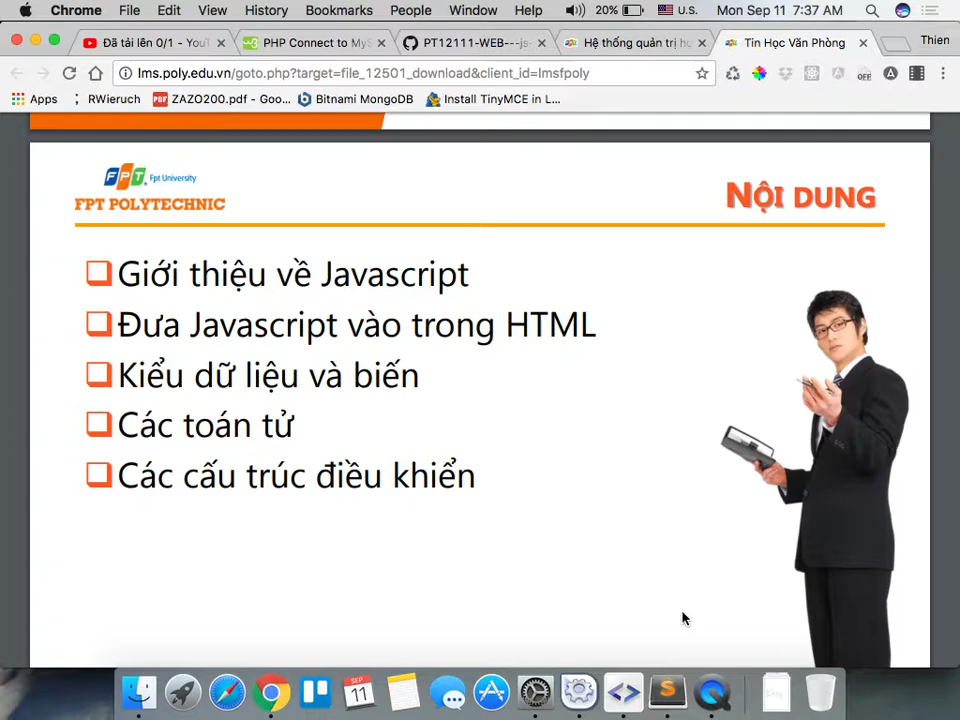 Chrome File Edit View History Bookmarks People Window Help 20% U.S. Mon Sep 11 7:37 AM
Đã tải lên 0/1 - YouT PHP Connect to MyS PT12111-WEB---js- Hệ thống quản trị h Tin Học Văn Phòng Thien
lms.poly.edu.vn/goto.php?target=file_12501_download&client_id=lmsfpoly
Apps RWieruch ZAZO200.pdf - Goo... Bitnami MongoDB Install TinyMCE in L...
FPT Fpt University
FPT POLYTECHNIC
NỘI DUNG
Giới thiệu về Javascript
Đưa Javascript vào trong HTML
Kiểu dữ liệu và biến
Các toán tử
Các cấu trúc điều khiển
SEP
11